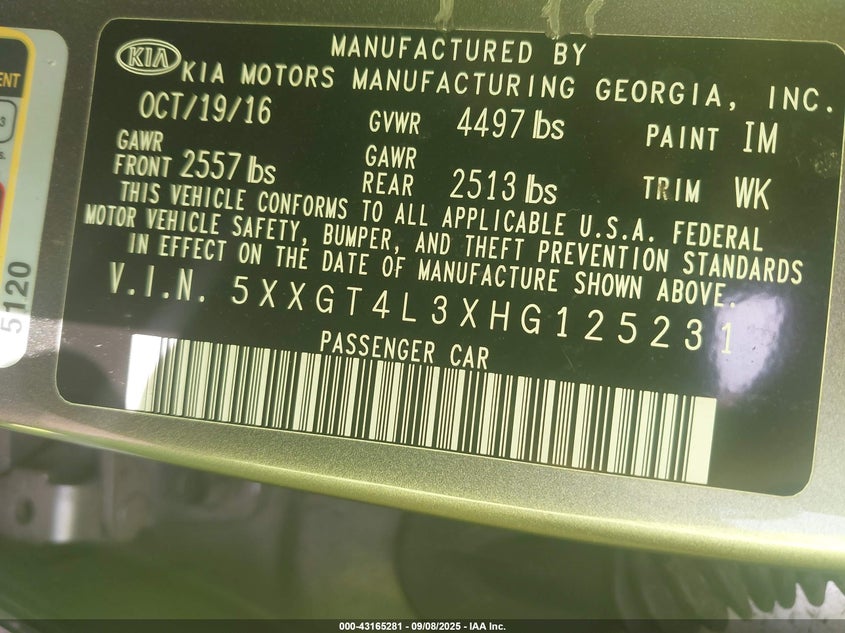 KIA
MANUFACTURED BY
KIA MOTORS MANUFACTURING GEORGIA, INC.
OCT/19/16 GVWR 4497 lbs PAINT IM
GAWR FRONT 2557 lbs GAWR REAR 2513 lbs TRIM WK
THIS VEHICLE CONFORMS TO ALL APPLICABLE U.S.A. FEDERAL
MOTOR VEHICLE SAFETY, BUMPER, AND THEFT PREVENTION STANDARDS
IN EFFECT ON THE DATE OF MANUFACTURE SHOWN ABOVE.
V.I.N. 5XXGT4L3XHG125231
PASSENGER CAR
5120
000-43165281 - 09/08/2025 - IAA Inc.